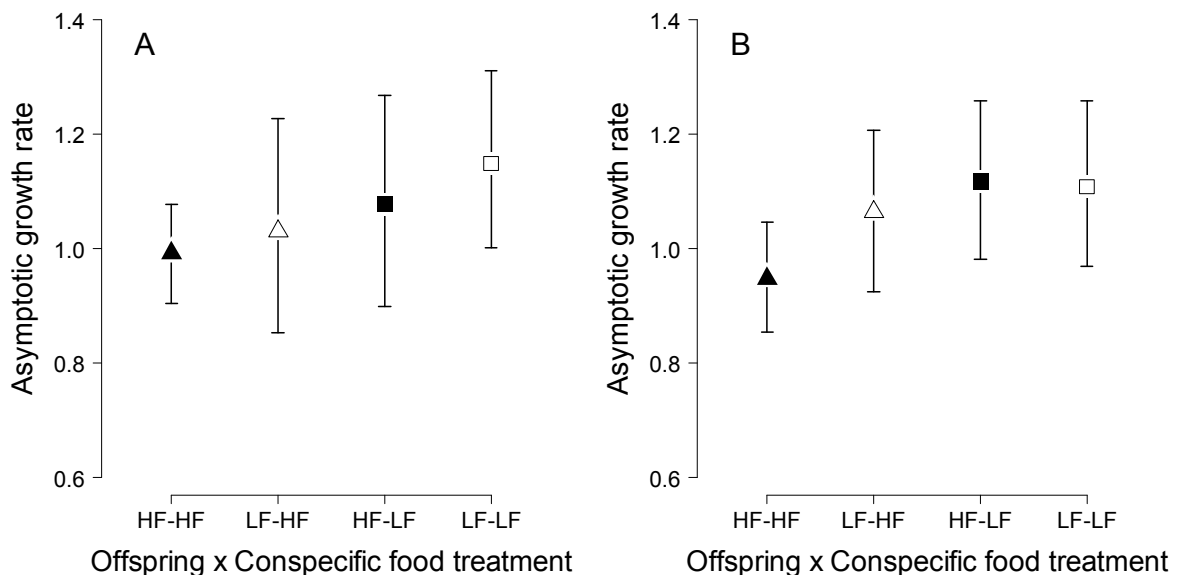 A
Asymptotic growth rate
1.4
1.2
1.0
0.8
0.6
HF-HF LF-HF HF-LF LF-LF
Offspring x Conspecific food treatment
B
Asymptotic growth rate
1.4
1.2
1.0
0.8
0.6
HF-HF LF-HF HF-LF LF-LF
Offspring x Conspecific food treatment